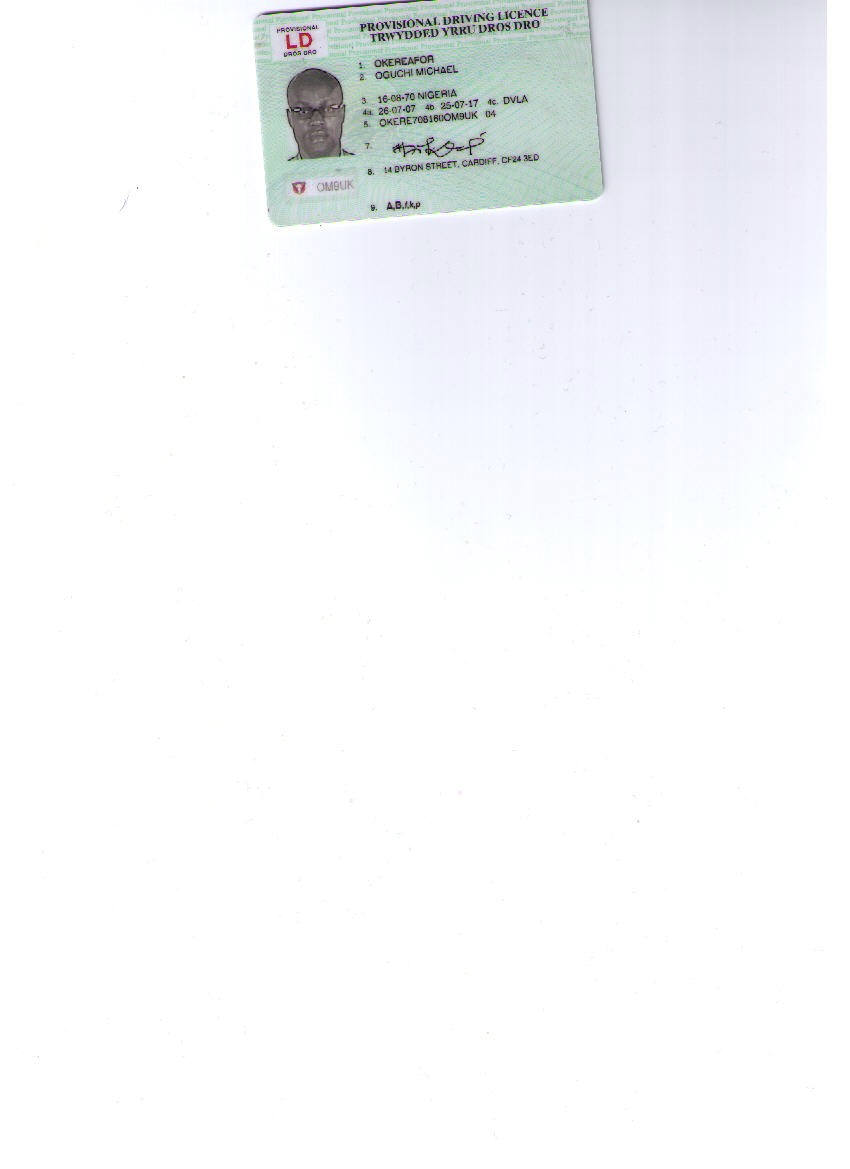 PROVISIONAL
LD
DROS DRO
PROVISIONAL DRIVING LICENCE
TRWYDDED YRRU DROS DRO
1. OKEREAFOR
2. OGUCHI MICHAEL
3. 16-08-70 NIGERIA
4a. 26-07-07 4b. 25-07-17 4c. DVLA
5. OKERE708160OM9UK 04
7.
8. 14 BYRON STREET, CARDIFF, CF24 3ED
OM9UK
9. A,B,f,k,p